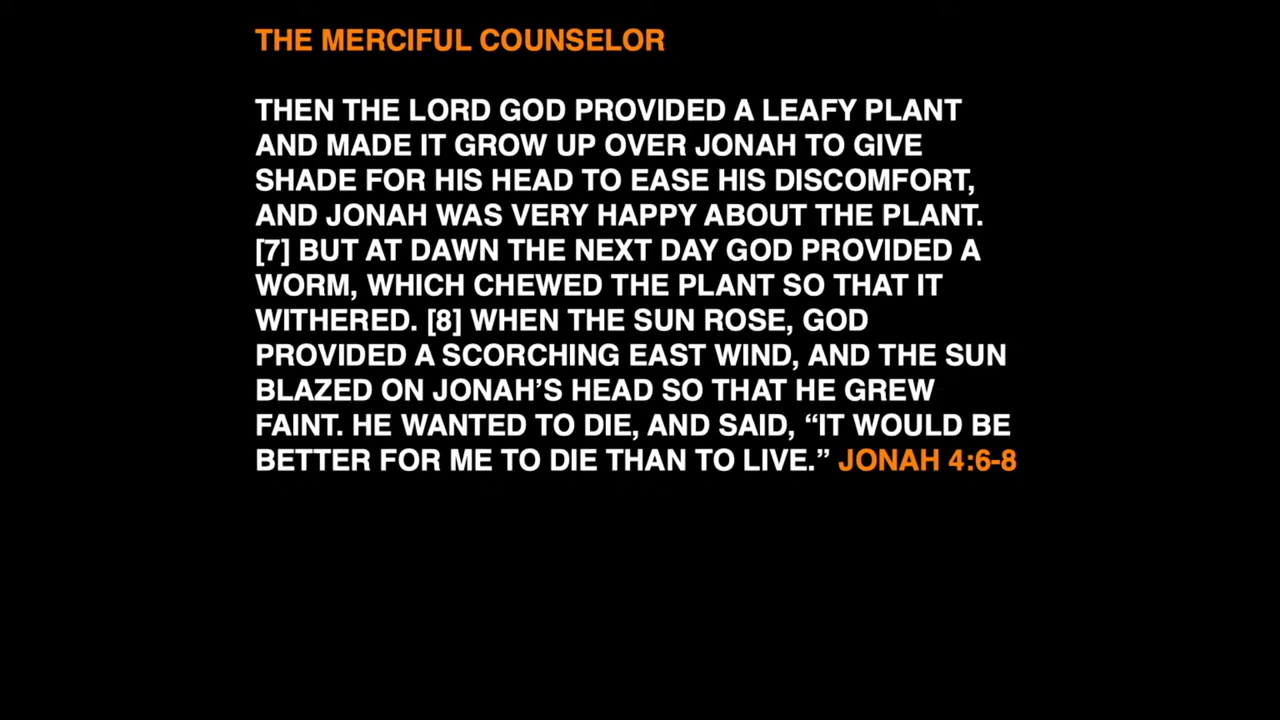 THE MERCIFUL COUNSELOR
THEN THE LORD GOD PROVIDED A LEAFY PLANT
AND MADE IT GROW UP OVER JONAH TO GIVE
SHADE FOR HIS HEAD TO EASE HIS DISCOMFORT,
AND JONAH WAS VERY HAPPY ABOUT THE PLANT.
[7] BUT AT DAWN THE NEXT DAY GOD PROVIDED A
WORM, WHICH CHEWED THE PLANT SO THAT IT
WITHERED. [8] WHEN THE SUN ROSE, GOD
PROVIDED A SCORCHING EAST WIND, AND THE SUN
BLAZED ON JONAH’S HEAD SO THAT HE GREW
FAINT. HE WANTED TO DIE, AND SAID, “IT WOULD BE
BETTER FOR ME TO DIE THAN TO LIVE.” JONAH 4:6-8